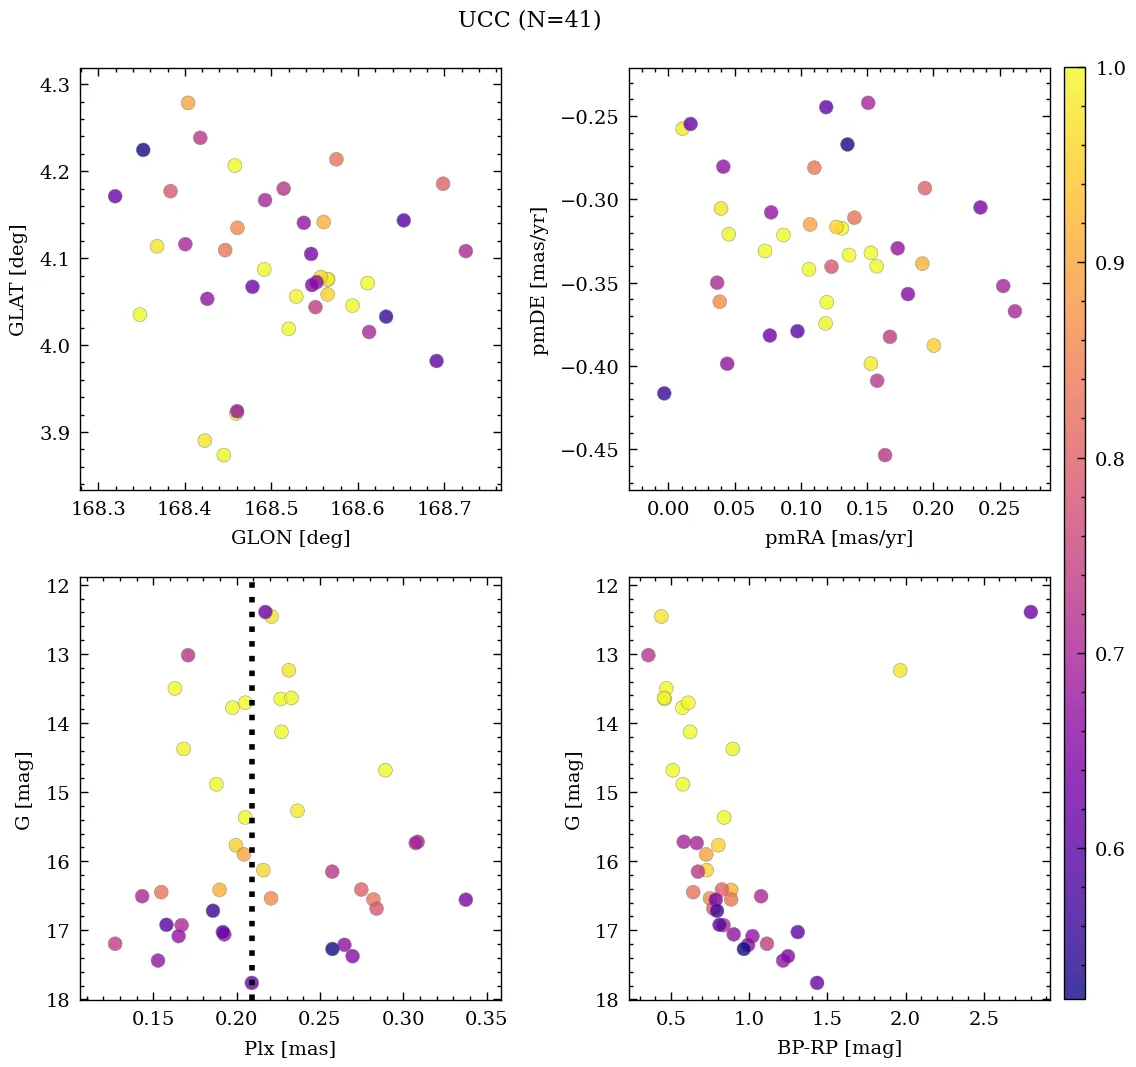 UCC (N=41)
4.3
4.2
4.1
4.0
3.9
GLAT [deg]
168.3 168.4 168.5 168.6 168.7
GLON [deg]
−0.25
−0.30
−0.35
−0.40
−0.45
pmDE [mas/yr]
0.00 0.05 0.10 0.15 0.20 0.25
pmRA [mas/yr]
12
13
14
15
16
17
18
G [mag]
0.15 0.20 0.25 0.30 0.35
Plx [mas]
12
13
14
15
16
17
18
G [mag]
0.5 1.0 1.5 2.0 2.5
BP-RP [mag]
1.0
0.9
0.8
0.7
0.6